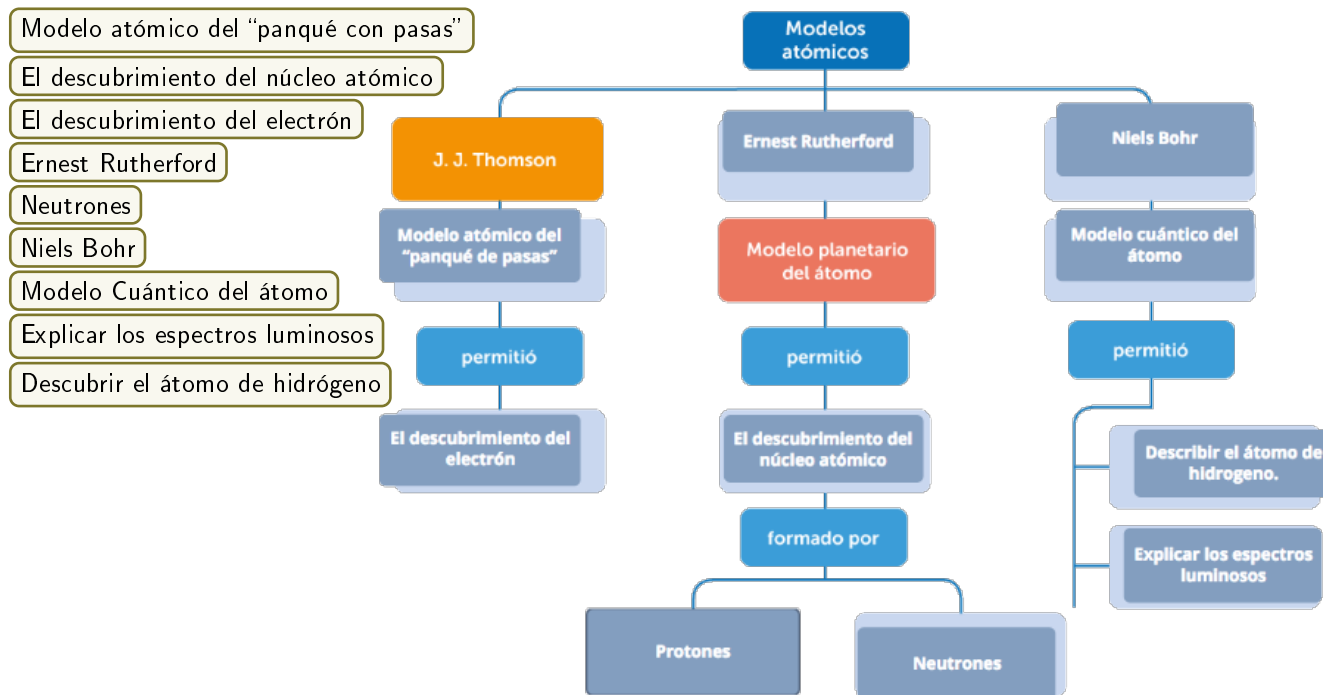 Modelo atómico del “panqué con pasas”
El descubrimiento del núcleo atómico
El descubrimiento del electrón
Ernest Rutherford
Neutrones
Niels Bohr
Modelo Cuántico del átomo
Explicar los espectros luminosos
Descubrir el átomo de hidrógeno
Modelos
atómicos
J. J. Thomson
Ernest Rutherford
Niels Bohr
Modelo atómico del
“panqué de pasas”
Modelo planetario
del átomo
Modelo cuántico del
átomo
permitió
permitió
permitió
El descubrimiento del
electrón
El descubrimiento del
núcleo atómico
Describir el átomo de
hidrogeno.
formado por
Explicar los espectros
luminosos
Protones
Neutrones